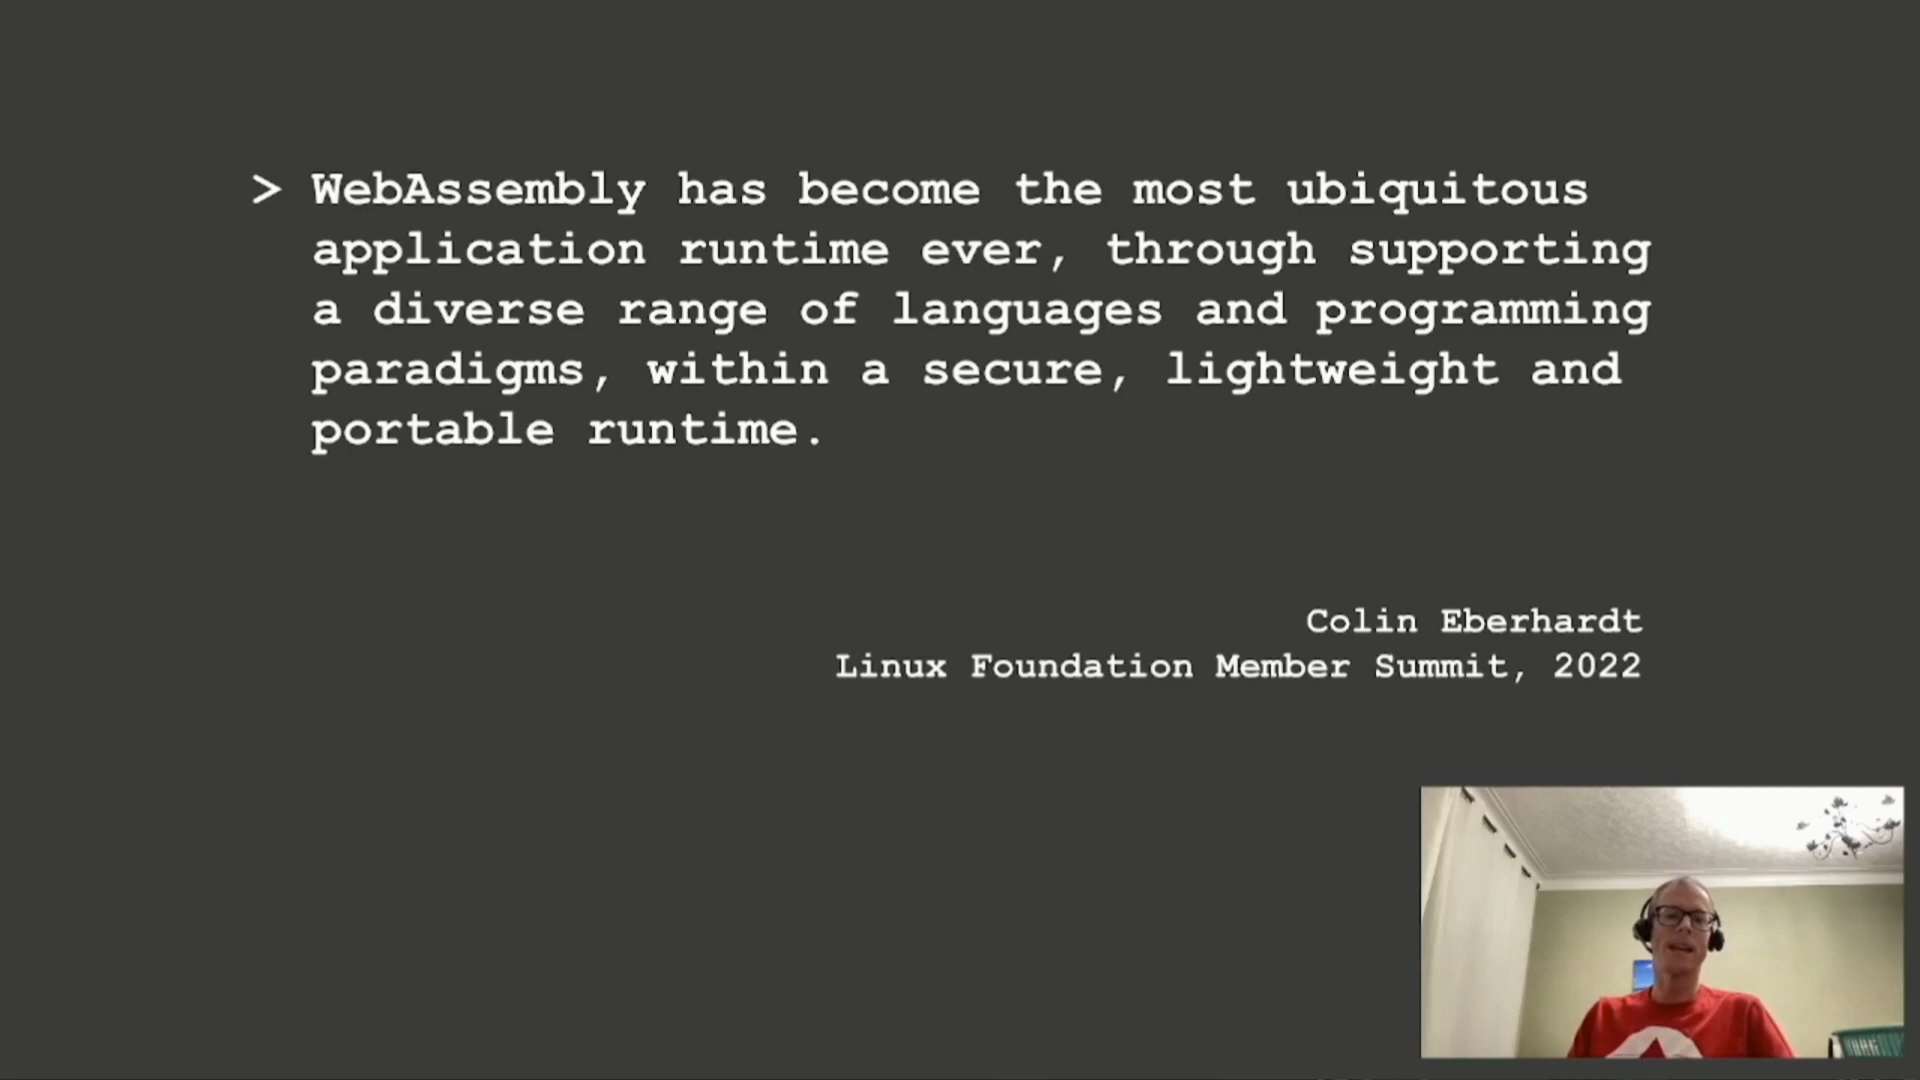 > WebAssembly has become the most ubiquitous
application runtime ever, through supporting
a diverse range of languages and programming
paradigms, within a secure, lightweight and
portable runtime.
Colin Eberhardt
Linux Foundation Member Summit, 2022